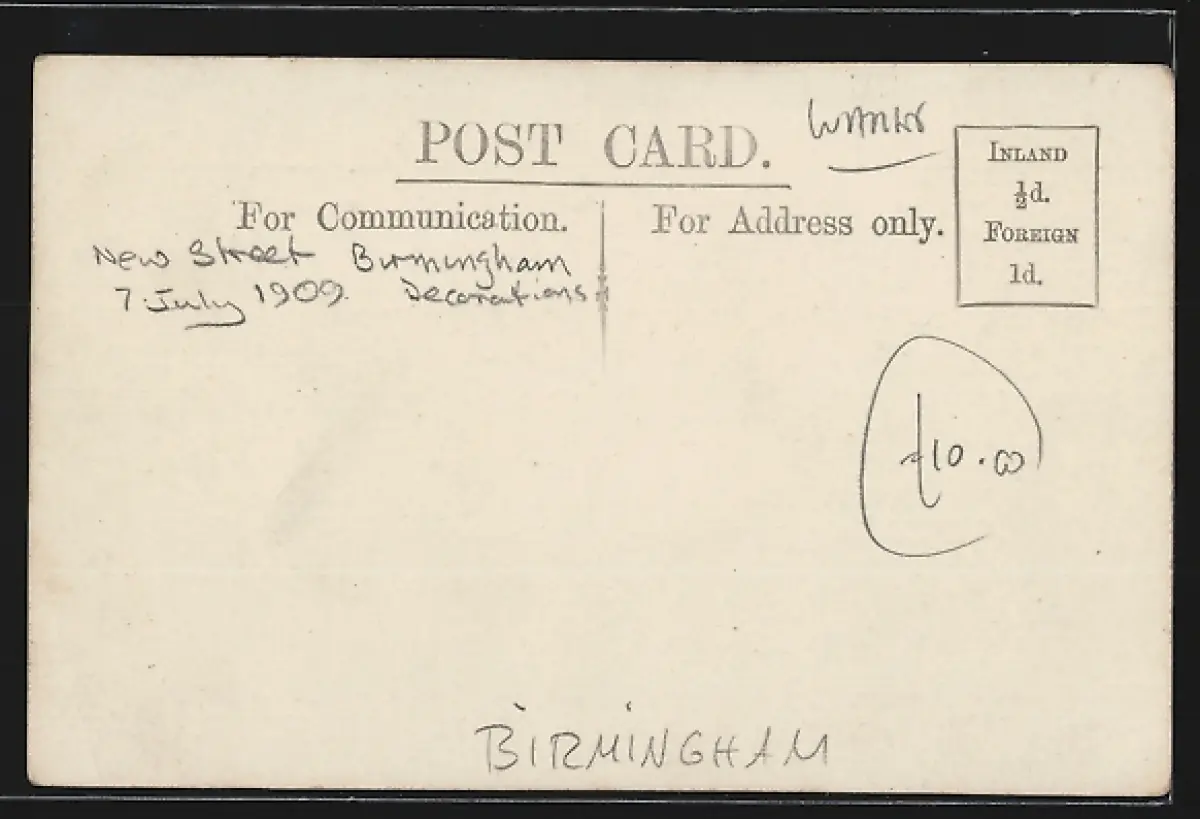 POST CARD.
For Communication.
For Address only.
INLAND
½d.
FOREIGN
1d.
New Street Birmingham
7 July 1909. Decorations
£10.00
BIRMINGHAM